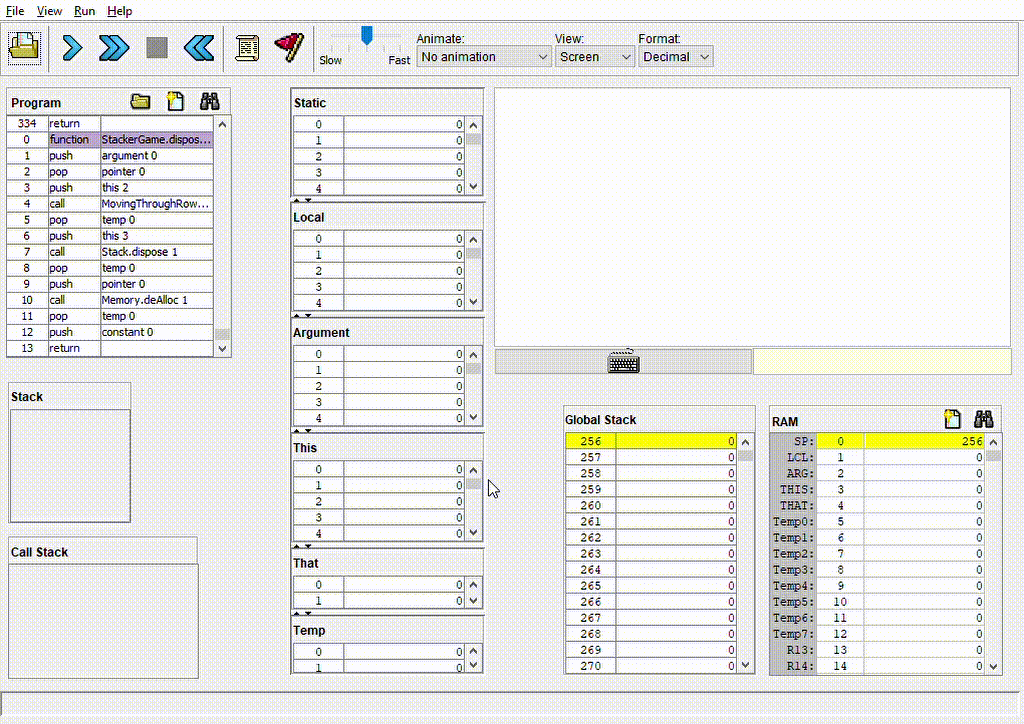 File View Run Help
Animate: View: Format:
Slow Fast No animation Screen Decimal
Program
334 return
0 function StackerGame.dispos...
1 push argument 0
2 pop pointer 0
3 push this 2
4 call MovingThroughRow...
5 pop temp 0
6 push this 3
7 call Stack.dispose 1
8 pop temp 0
9 push pointer 0
10 call Memory.deAlloc 1
11 pop temp 0
12 push constant 0
13 return
Stack
Call Stack
Static
0 0
1 0
2 0
3 0
4 0
Local
0 0
1 0
2 0
3 0
4 0
Argument
0 0
1 0
2 0
3 0
4 0
This
0 0
1 0
2 0
3 0
4 0
That
0 0
1 0
Temp
0 0
1 0
Global Stack
256 0
257 0
258 0
259 0
260 0
261 0
262 0
263 0
264 0
265 0
266 0
267 0
268 0
269 0
270 0
RAM
SP: 0 256
LCL: 1 0
ARG: 2 0
THIS: 3 0
THAT: 4 0
Temp0: 5 0
Temp1: 6 0
Temp2: 7 0
Temp3: 8 0
Temp4: 9 0
Temp5: 10 0
Temp6: 11 0
Temp7: 12 0
R13: 13 0
R14: 14 0